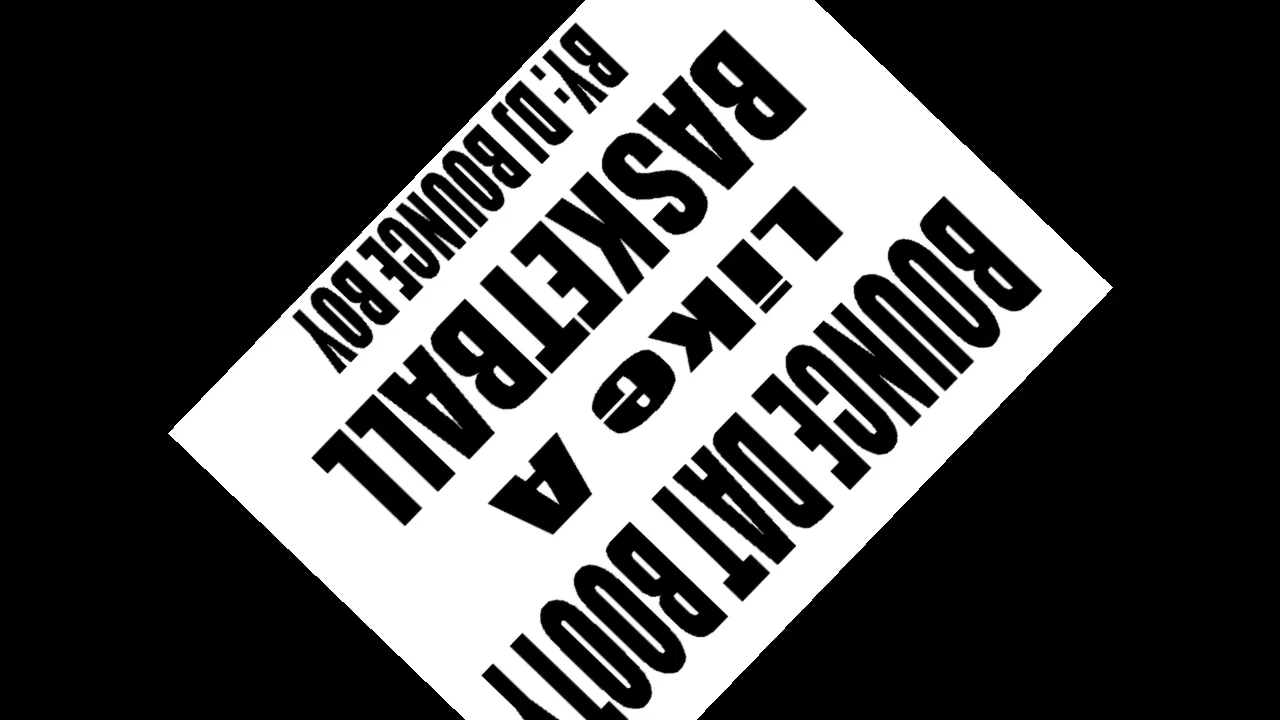 BOUNCE DAT BOOTY
Like A
BASKETBALL
BY: DJ BOUNCE BOY